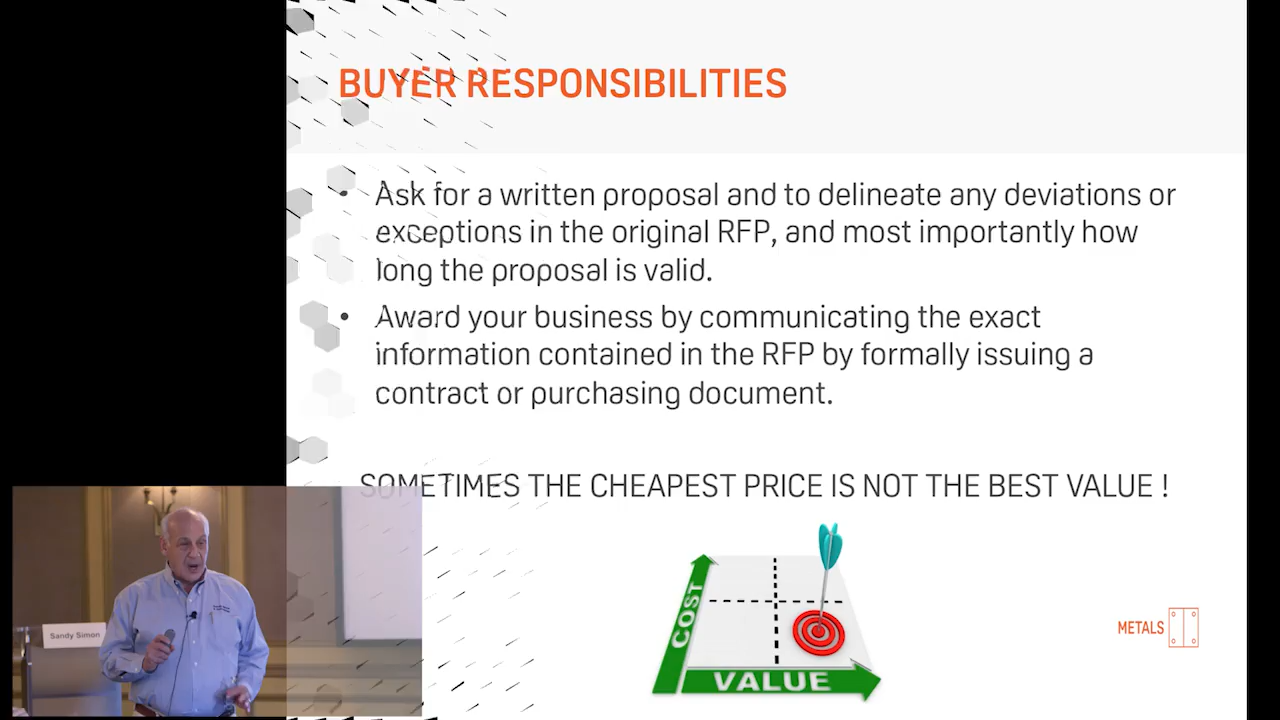 BUYER RESPONSIBILITIES
• Ask for a written proposal and to delineate any deviations or
exceptions in the original RFP, and most importantly how
long the proposal is valid.
• Award your business by communicating the exact
information contained in the RFP by formally issuing a
contract or purchasing document.
SOMETIMES THE CHEAPEST PRICE IS NOT THE BEST VALUE !
COST
VALUE
METALS
Sandy Simon